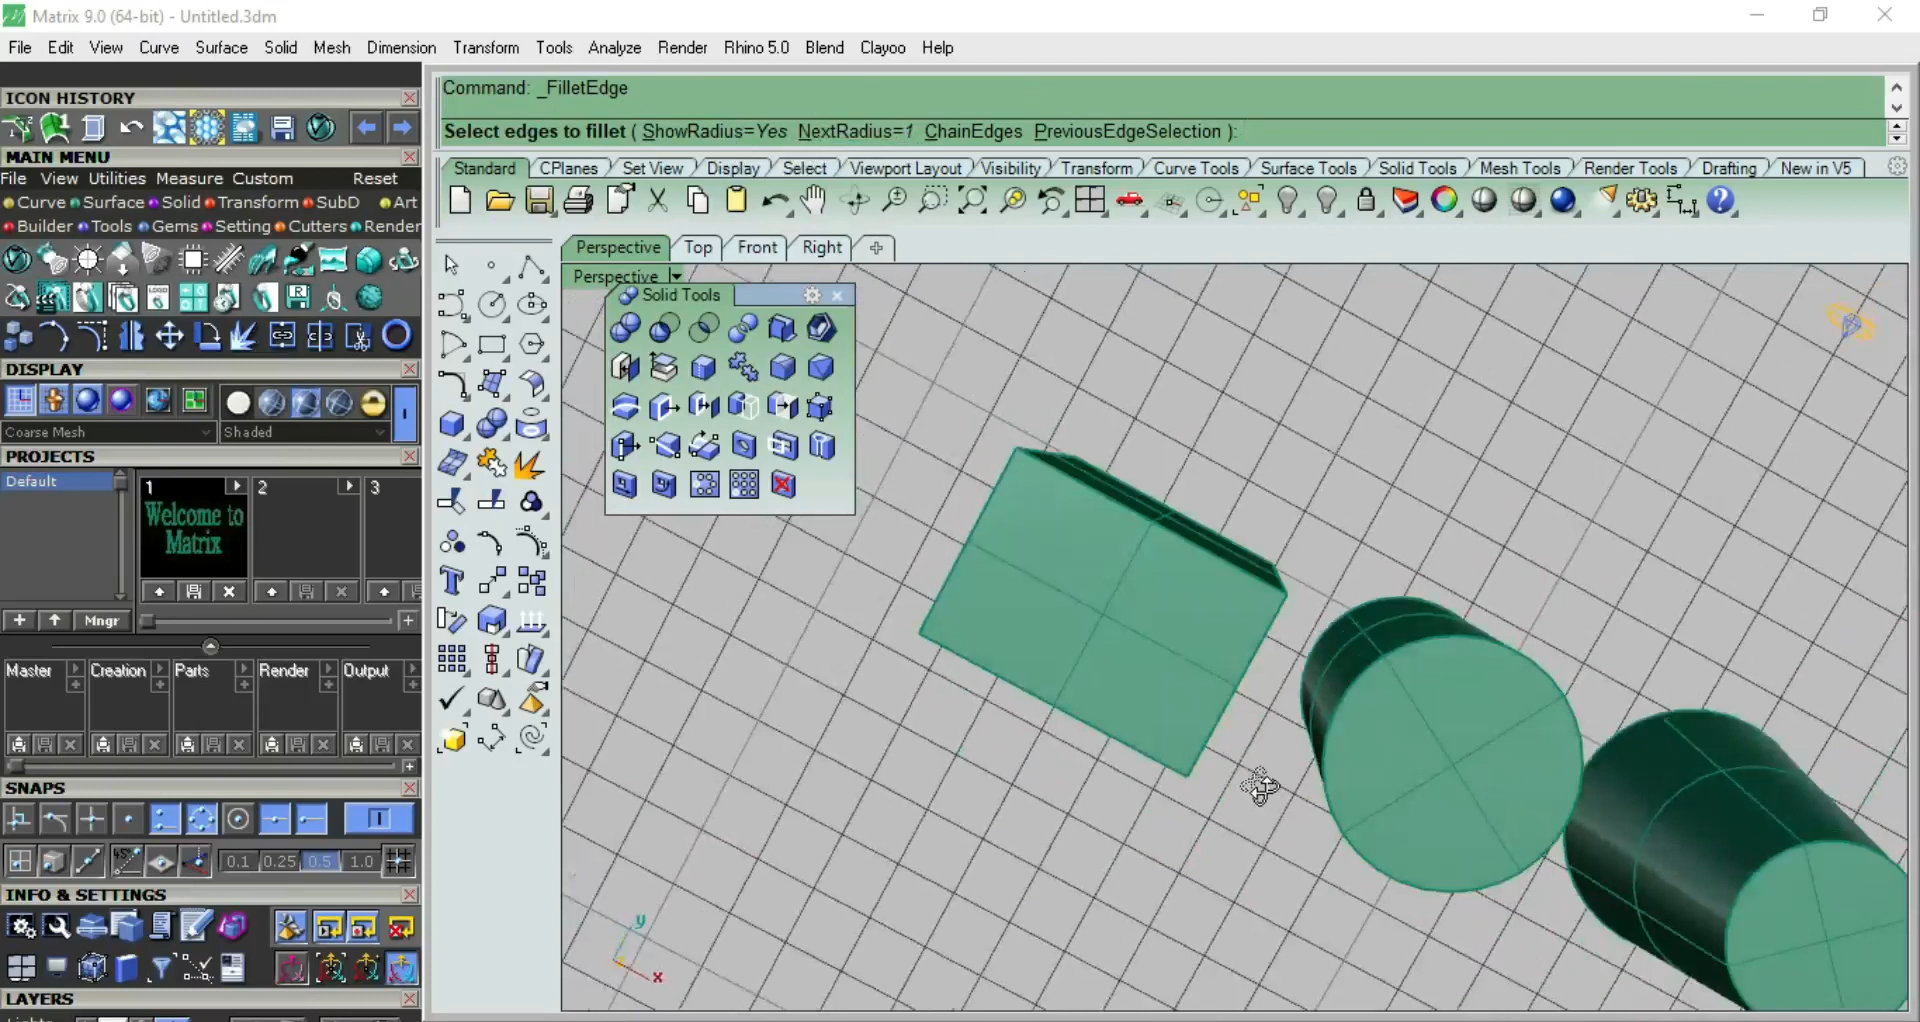 Matrix 9.0 (64-bit) - Untitled.3dm
File Edit View Curve Surface Solid Mesh Dimension Transform Tools Analyze Render Rhino 5.0 Blend Clayoo Help
ICON HISTORY
MAIN MENU
File View Utilities Measure Custom Reset
Curve Surface Solid Transform SubD Art
Builder Tools Gems Setting Cutters Render
DISPLAY
Coarse Mesh Shaded
PROJECTS
Default
1 2 3
Welcome to
Matrix
Mngr
Master Creation Parts Render Output
SNAPS
45°
0.1 0.25 0.5 1.0
INFO & SETTINGS
LAYERS
Command: _FilletEdge
Select edges to fillet ( ShowRadius=Yes NextRadius=1 ChainEdges PreviousEdgeSelection ):
Standard CPlanes Set View Display Select Viewport Layout Visibility Transform Curve Tools Surface Tools Solid Tools Mesh Tools Render Tools Drafting New in V5
Perspective Top Front Right
Perspective
Solid Tools
y
x